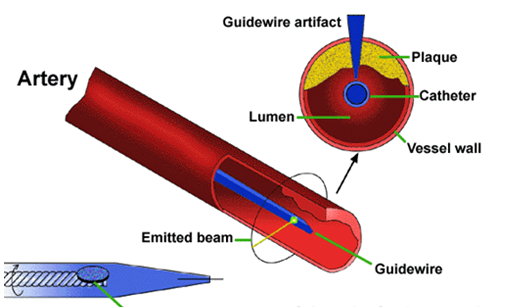 Guidewire artifact
Plaque
Artery
Catheter
Lumen
Vessel wall
Emitted beam
Guidewire